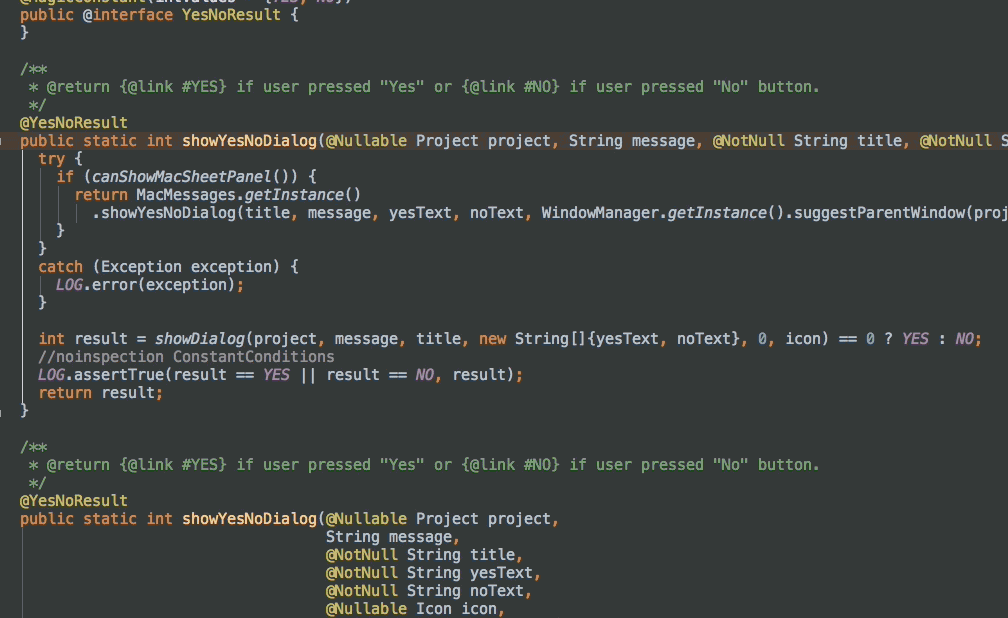 public @interface YesNoResult {
}
/**
* @return {@link #YES} if user pressed "Yes" or {@link #NO} if user pressed "No" button.
*/
@YesNoResult
public static int showYesNoDialog(@Nullable Project project, String message, @NotNull String title, @NotNull S
try {
if (canShowMacSheetPanel()) {
return MacMessages.getInstance()
.showYesNoDialog(title, message, yesText, noText, WindowManager.getInstance().suggestParentWindow(proj
}
}
catch (Exception exception) {
LOG.error(exception);
}
int result = showDialog(project, message, title, new String[]{yesText, noText}, 0, icon) == 0 ? YES : NO;
//noinspection ConstantConditions
LOG.assertTrue(result == YES || result == NO, result);
return result;
}
/**
* @return {@link #YES} if user pressed "Yes" or {@link #NO} if user pressed "No" button.
*/
@YesNoResult
public static int showYesNoDialog(@Nullable Project project,
String message,
@NotNull String title,
@NotNull String yesText,
@NotNull String noText,
@Nullable Icon icon,